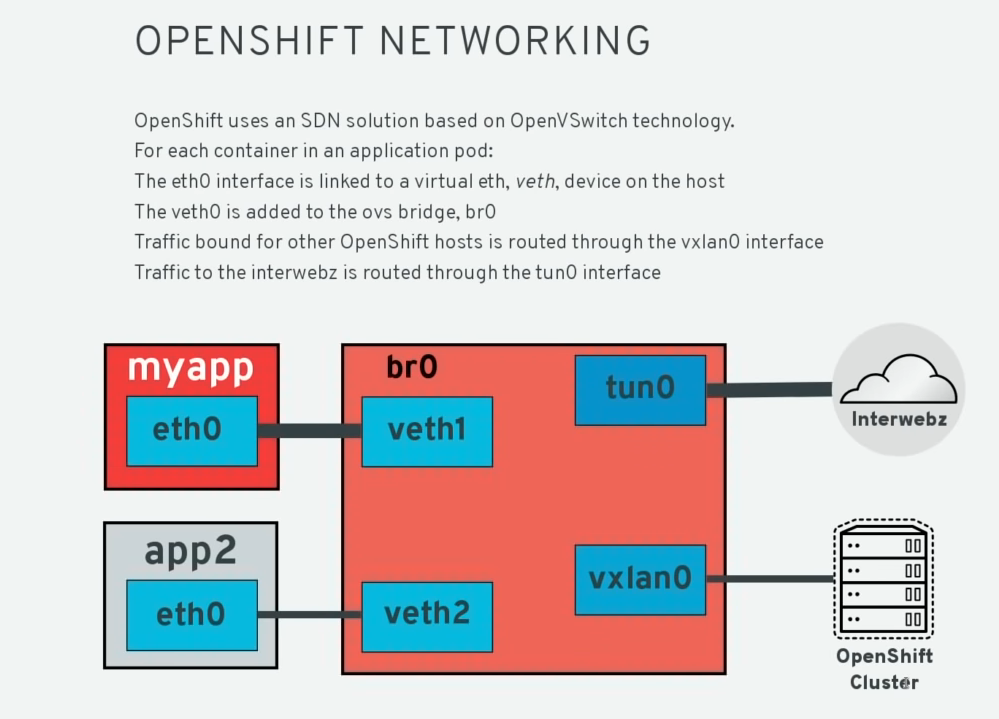 OPENSHIFT NETWORKING
OpenShift uses an SDN solution based on OpenVSwitch technology.
For each container in an application pod:
The eth0 interface is linked to a virtual eth, veth, device on the host
The veth0 is added to the ovs bridge, br0
Traffic bound for other OpenShift hosts is routed through the vxlan0 interface
Traffic to the interwebz is routed through the tun0 interface
myapp
eth0
br0
veth1
tun0
Interwebz
app2
eth0
veth2
vxlan0
OpenShift
Cluster